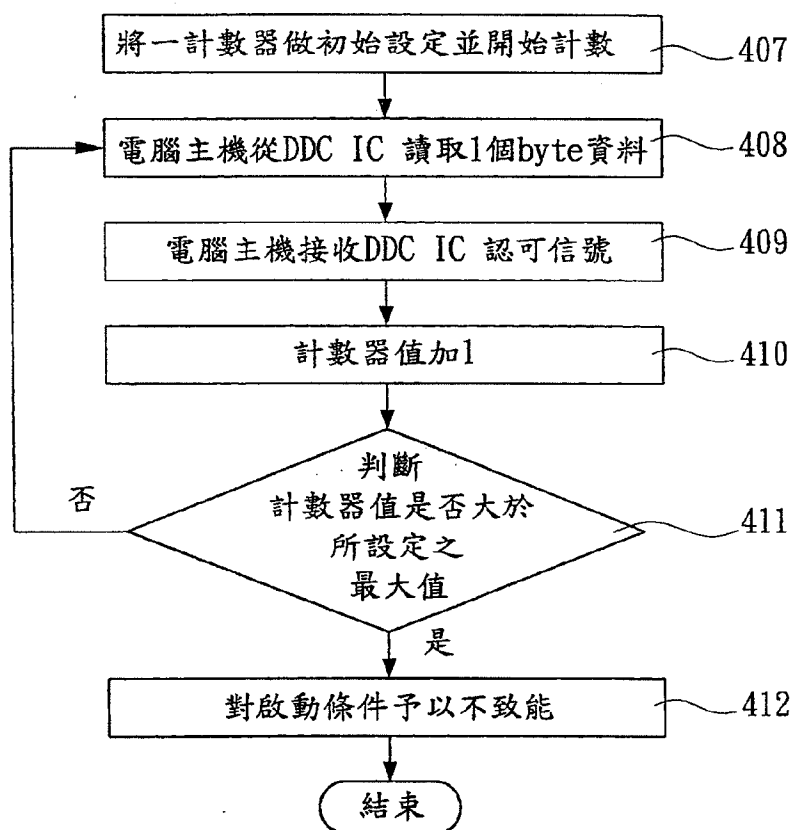 將一計數器做初始設定並開始計數
407
電腦主機從DDC IC 讀取1個byte資料
408
電腦主機接收DDC IC 認可信號
409
計數器值加1
410
判斷
計數器值是否大於
所設定之
最大值
411
否
是
對啟動條件予以不致能
412
結束